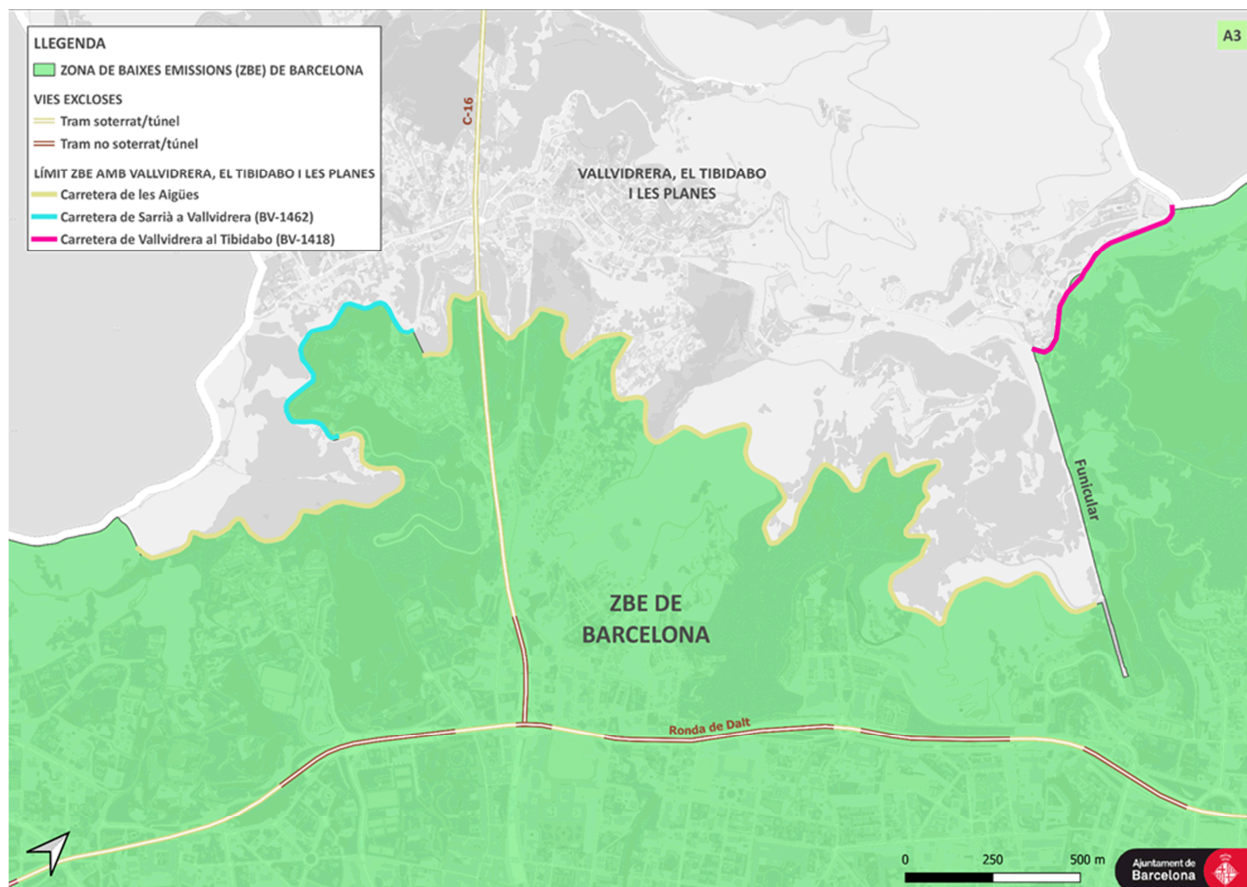 LLEGENDA
ZONA DE BAIXES EMISSIONS (ZBE) DE BARCELONA
VIES EXCLOSES
Tram soterrat/túnel
Tram no soterrat/túnel
LÍMIT ZBE AMB VALLVIDRERA, EL TIBIDABO I LES PLANES
Carretera de les Aigües
Carretera de Sarrià a Vallvidrera (BV-1462)
Carretera de Vallvidrera al Tibidabo (BV-1418)
A3
C-16
VALLVIDRERA, EL TIBIDABO
I LES PLANES
Funicular
ZBE DE
BARCELONA
Ronda de Dalt
0 250 500 m
Ajuntament de
Barcelona